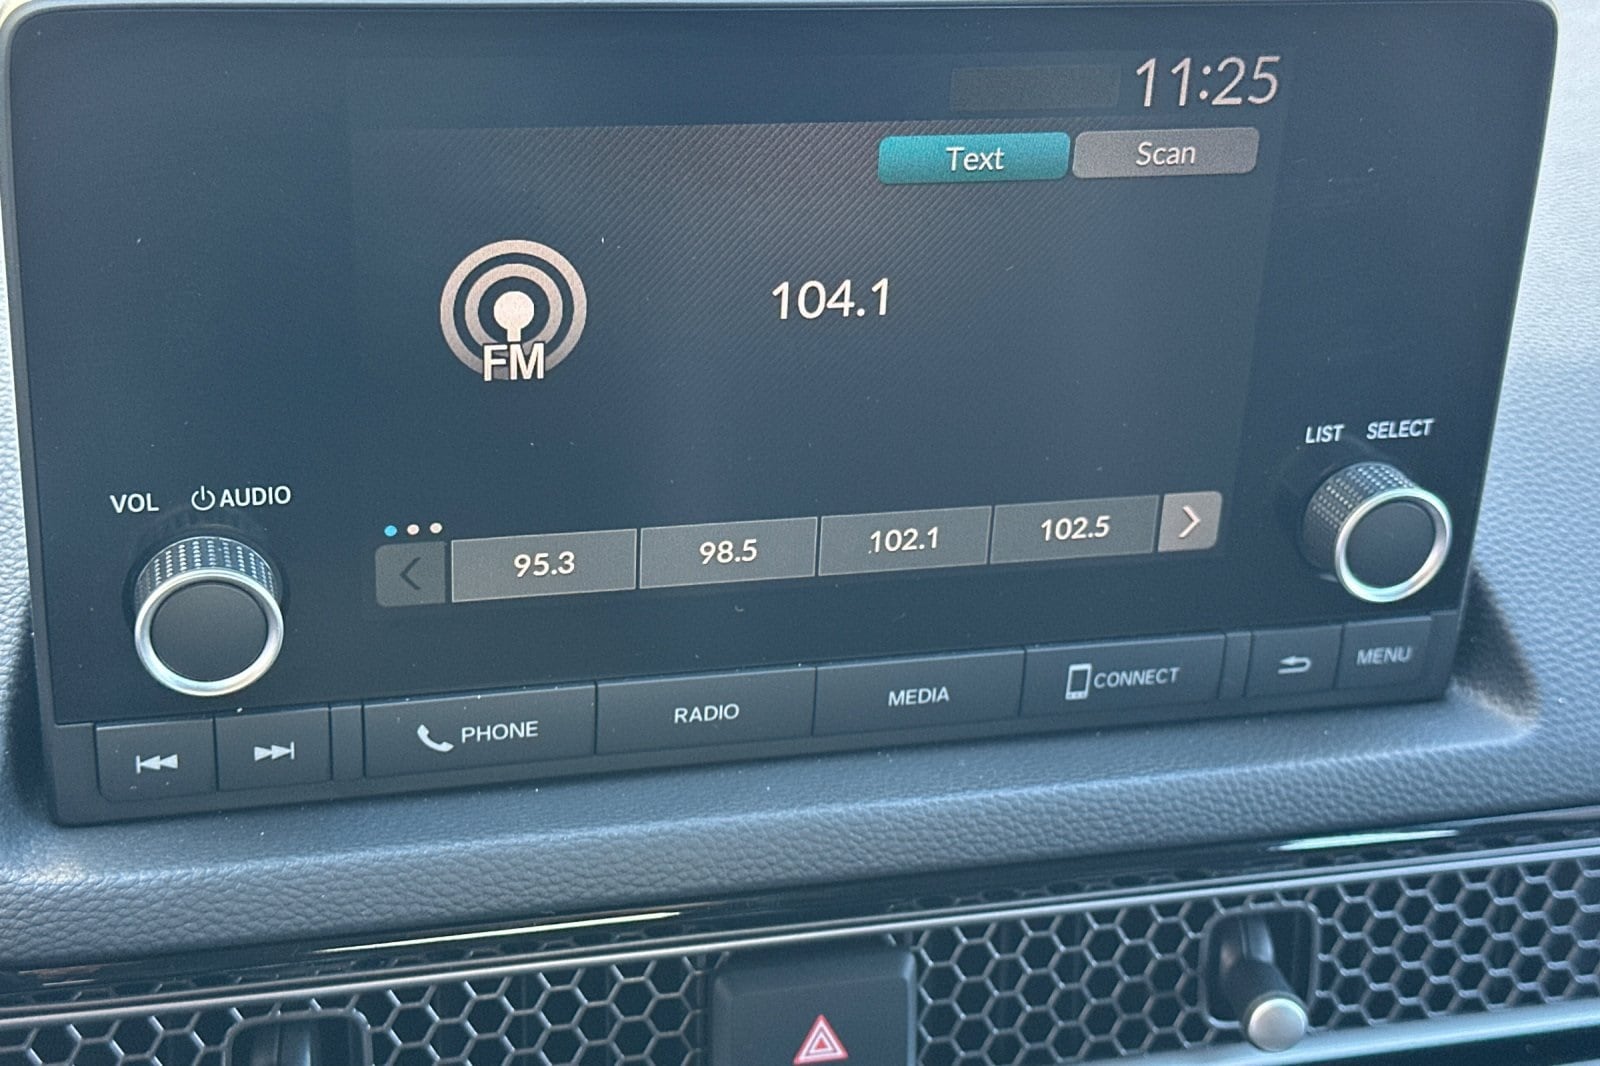 11:25
Text Scan
104.1
FM
LIST SELECT
VOL AUDIO
95.3 98.5 102.1 102.5
PHONE RADIO MEDIA CONNECT MENU